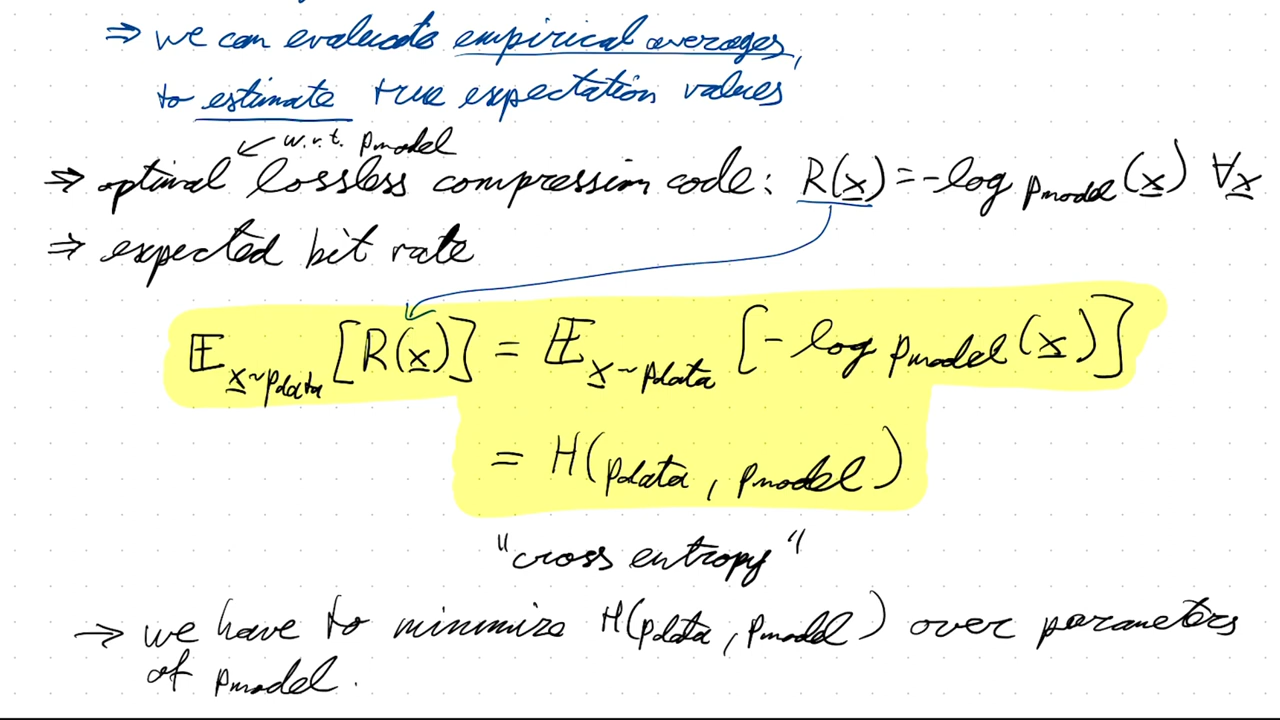 ⇒ we can evaluate empirical averages,
to estimate true expectation values
↙ w.r.t. pmodel
⇒ optimal lossless compression code: R(x) = -log pmodel(x) ∀x
⇒ expected bit rate
𝔼x~pdata [R(x)] = 𝔼x~pdata [-log pmodel(x)]
= H(pdata, pmodel)
"cross entropy"
→ we have to minimize H(pdata, pmodel) over parameters
of pmodel.